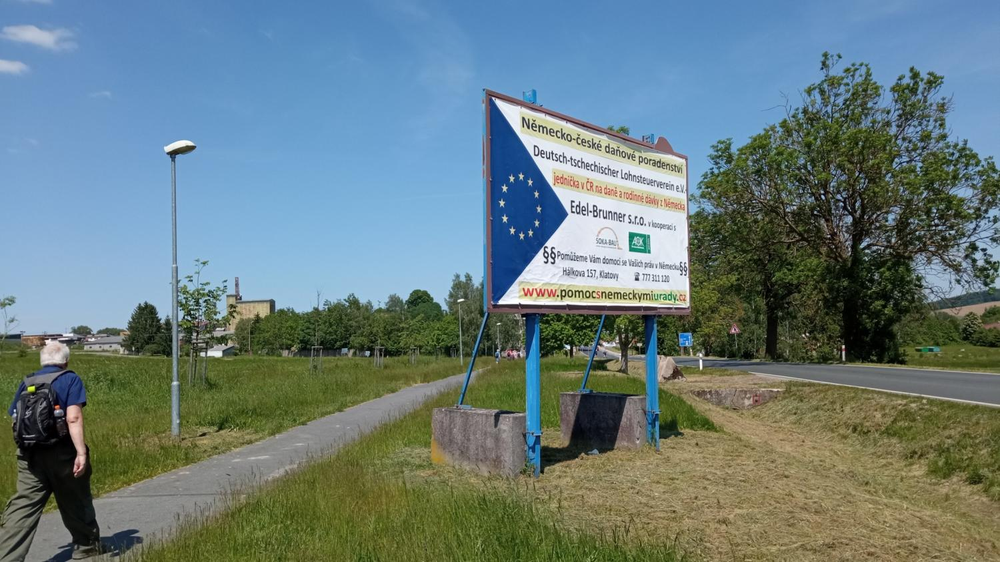 Německo-české daňové poradenství
Deutsch-tschechischer Lohnsteuerverein e.V.
jednička v ČR na daně a rodinné dávky z Německa
Edel-Brunner s.r.o. v kooperaci s
SOKA-BAU AOK
§§ Pomůžeme Vám domoci se Vašich práv v Německu §§
Hálkova 157, Klatovy ☎ 777 311 120
www.pomocsnemeckymiurady.cz